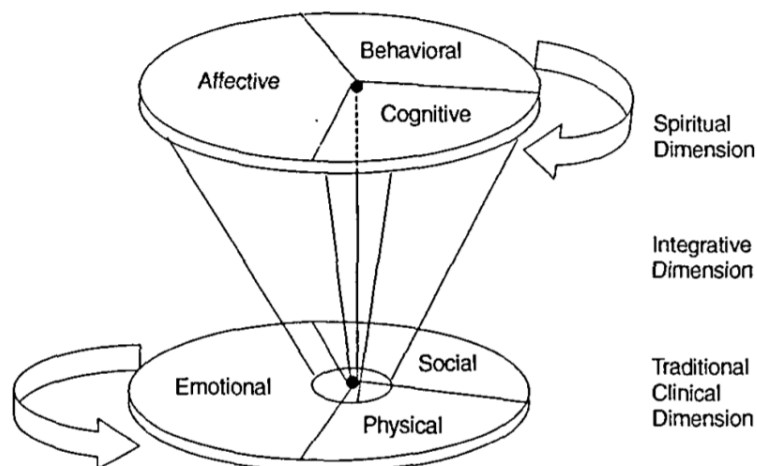 Behavioral
Affective
Cognitive
Spiritual
Dimension
Integrative
Dimension
Social
Emotional
Physical
Traditional
Clinical
Dimension